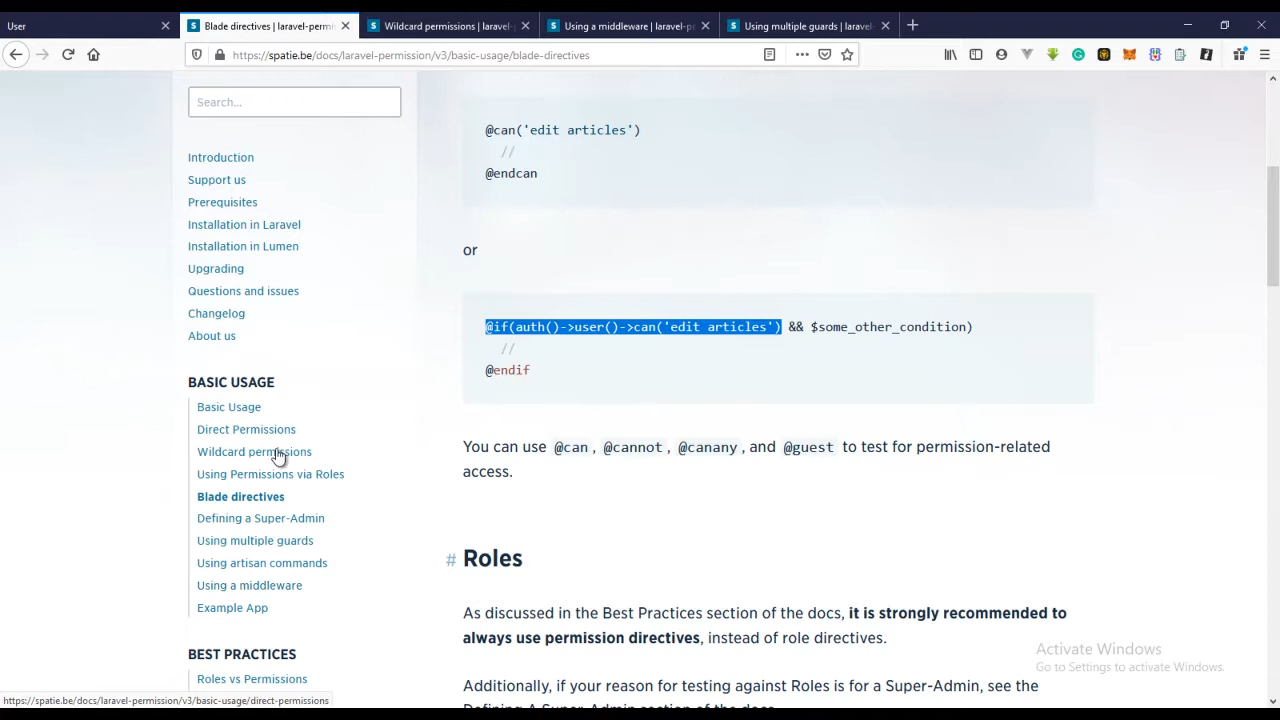 User
Blade directives | laravel-permi
Wildcard permissions | laravel-
Using a middleware | laravel-pe
Using multiple guards | laravel-
https://spatie.be/docs/laravel-permission/v3/basic-usage/blade-directives
Search...
Introduction
Support us
Prerequisites
Installation in Laravel
Installation in Lumen
Upgrading
Questions and issues
Changelog
About us
BASIC USAGE
Basic Usage
Direct Permissions
Wildcard permissions
Using Permissions via Roles
Blade directives
Defining a Super-Admin
Using multiple guards
Using artisan commands
Using a middleware
Example App
BEST PRACTICES
Roles vs Permissions
@can('edit articles')
//
@endcan
or
@if(auth()->user()->can('edit articles') && $some_other_condition)
//
@endif
You can use @can, @cannot, @canany, and @guest to test for permission-related
access.
# Roles
As discussed in the Best Practices section of the docs, it is strongly recommended to
always use permission directives, instead of role directives.
Additionally, if your reason for testing against Roles is for a Super-Admin, see the
Defining A Super-Admin section of the docs.
Activate Windows
Go to Settings to activate Windows.
https://spatie.be/docs/laravel-permission/v3/basic-usage/direct-permissions